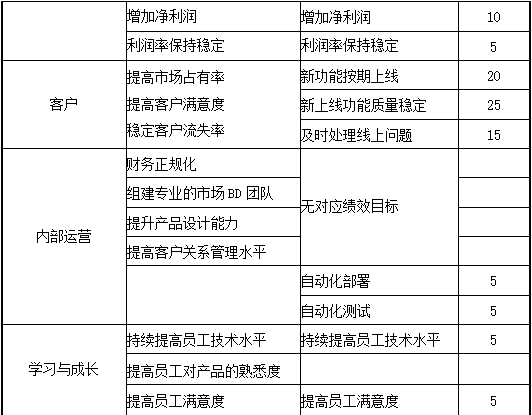 增加净利润 增加净利润 10
利润率保持稳定 利润率保持稳定 5
客户 提高市场占有率 新功能按期上线 20
提高客户满意度 新上线功能质量稳定 25
稳定客户流失率 及时处理线上问题 15
内部运营 财务正规化 无对应绩效目标
组建专业的市场BD团队
提升产品设计能力
提高客户关系管理水平
自动化部署 5
自动化测试 5
学习与成长 持续提高员工技术水平 持续提高员工技术水平 5
提高员工对产品的熟悉度
提高员工满意度 提高员工满意度 5